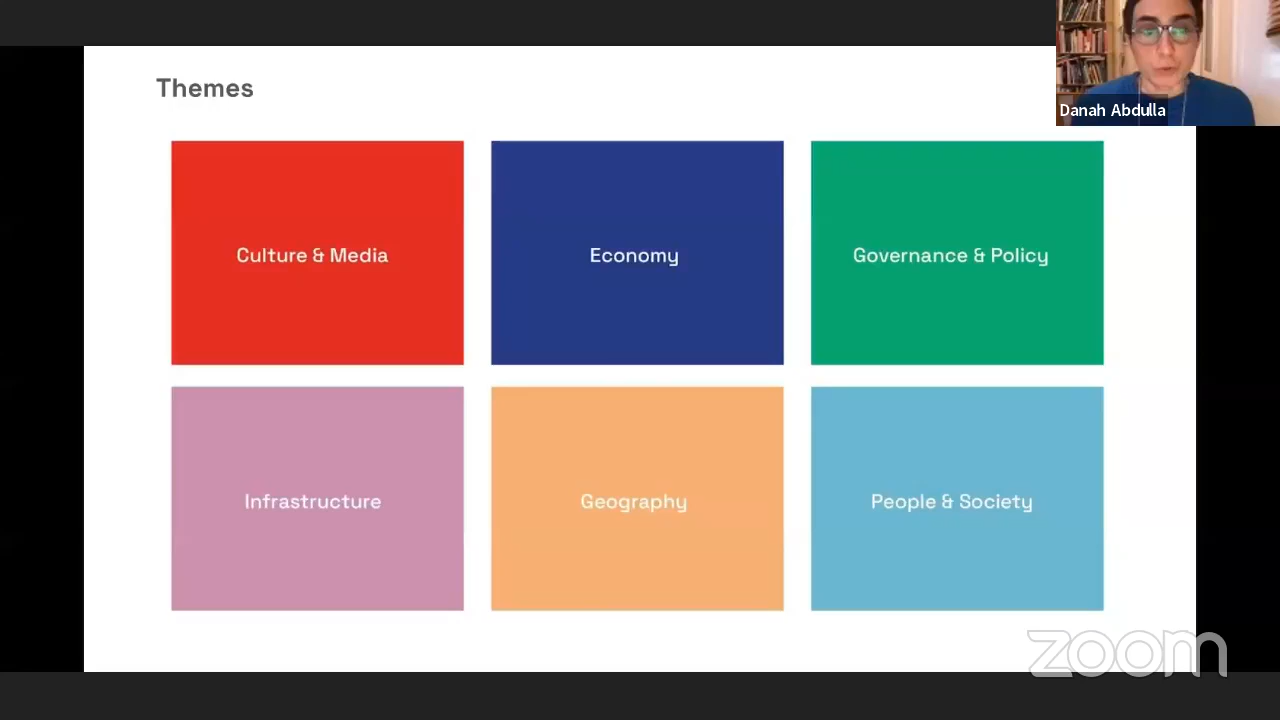 Themes
Danah Abdulla
Culture & Media
Economy
Governance & Policy
Infrastructure
Geography
People & Society
zoom